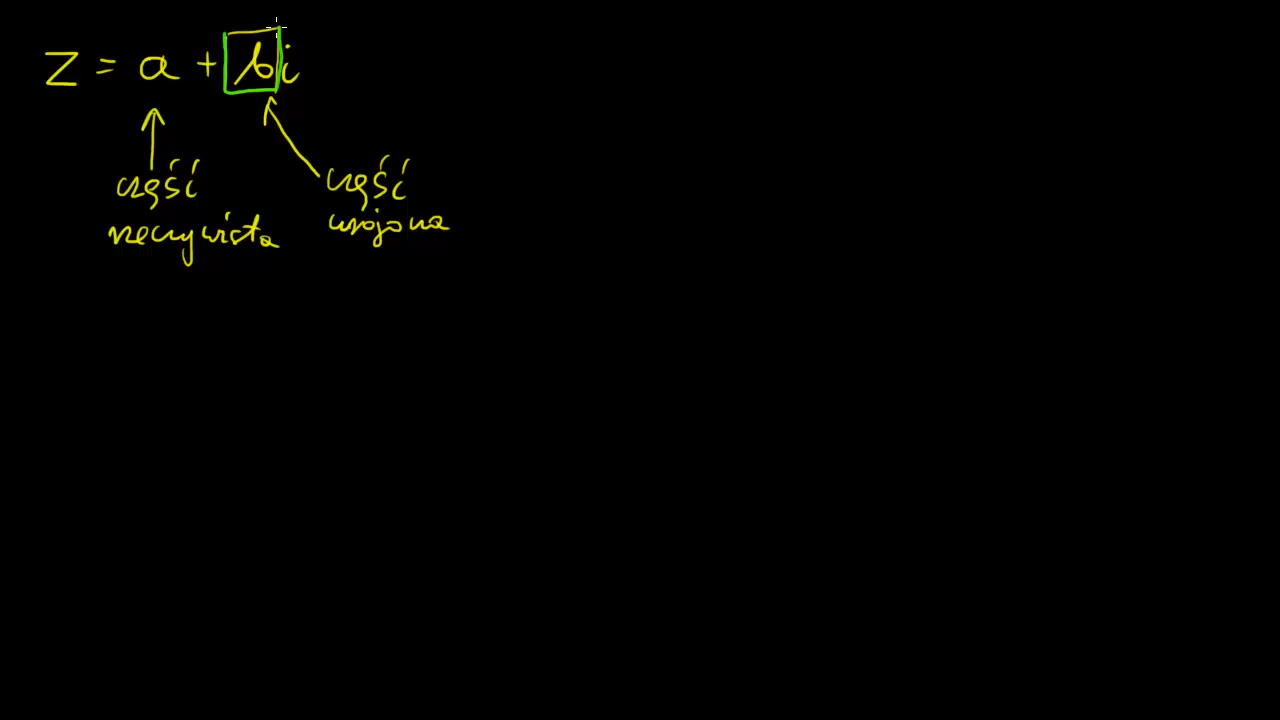 z = a + bi
część
rzeczywista
część
urojona